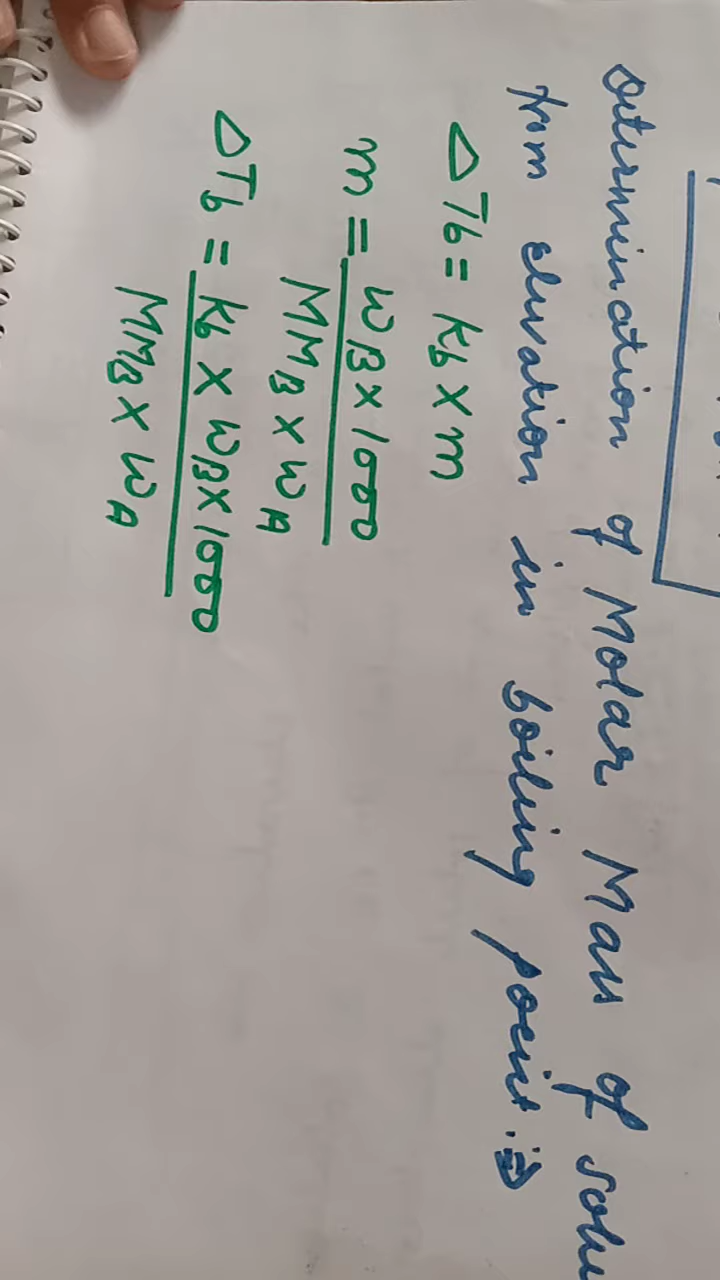 Determination of Molar Mass of solu
from elevation in boiling point :⇒
ΔTb = Kb × m
m = WB × 1000
MMB × WA
ΔTb = Kb × WB × 1000
MMB × WA